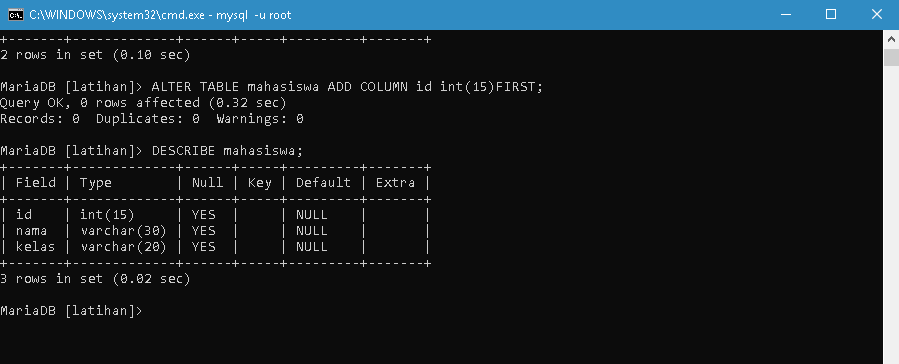 C:\WINDOWS\system32\cmd.exe - mysql  -u root
+-------+-------------+------+-----+---------+-------+
2 rows in set (0.10 sec)
MariaDB [latihan]> ALTER TABLE mahasiswa ADD COLUMN id int(15)FIRST;
Query OK, 0 rows affected (0.32 sec)
Records: 0  Duplicates: 0  Warnings: 0
MariaDB [latihan]> DESCRIBE mahasiswa;
+-------+-------------+------+-----+---------+-------+
| Field | Type        | Null | Key | Default | Extra |
+-------+-------------+------+-----+---------+-------+
| id    | int(15)     | YES  |     | NULL    |       |
| nama  | varchar(30) | YES  |     | NULL    |       |
| kelas | varchar(20) | YES  |     | NULL    |       |
+-------+-------------+------+-----+---------+-------+
3 rows in set (0.02 sec)
MariaDB [latihan]>